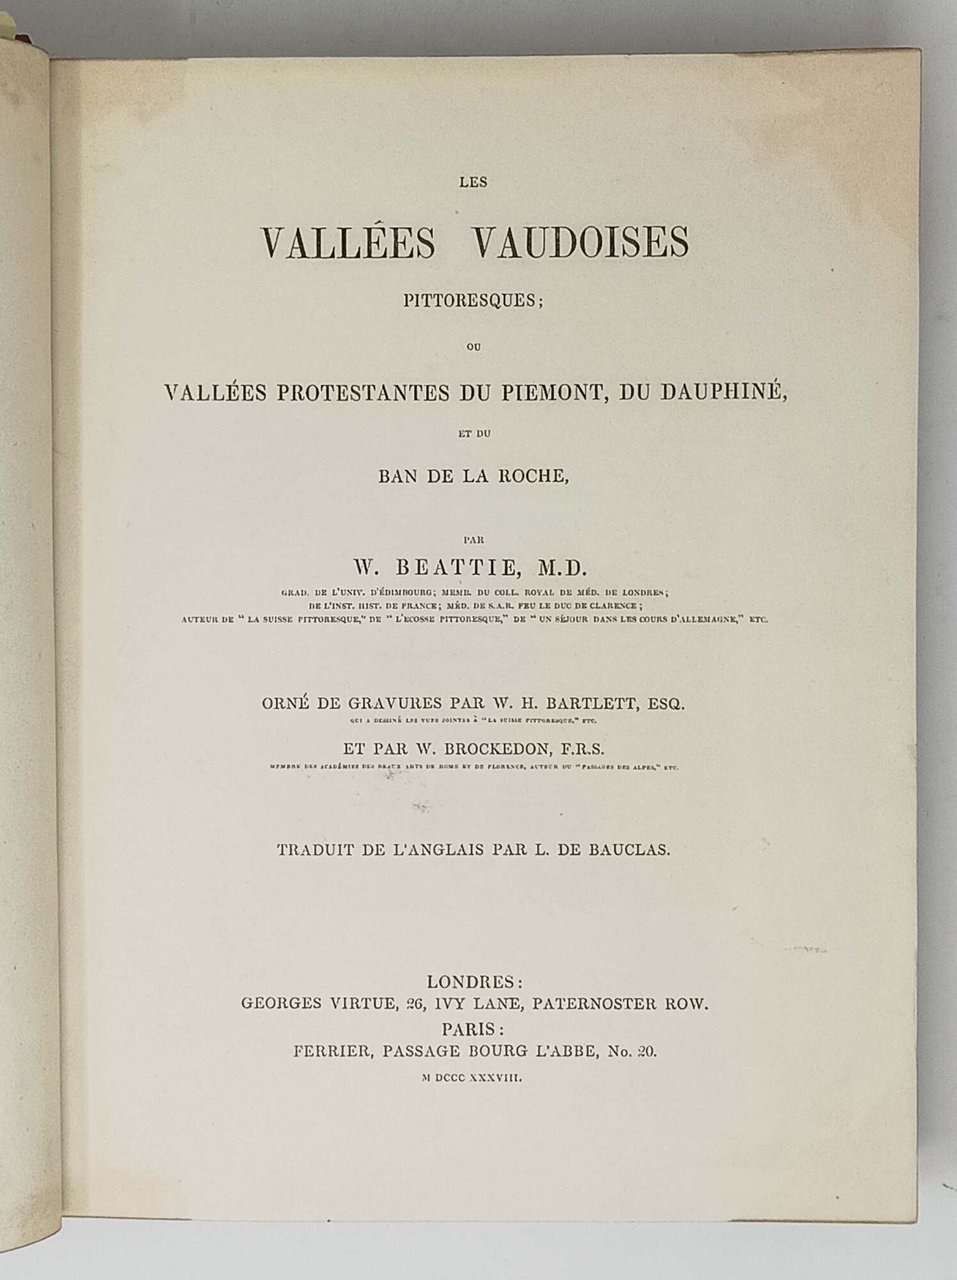 LES
VALLÉES VAUDOISES
PITTORESQUES;
OU
VALLÉES PROTESTANTES DU PIEMONT, DU DAUPHINÉ,
ET DU
BAN DE LA ROCHE,
PAR
W. BEATTIE, M.D.
GRAD. DE L'UNIV. D'ÉDIMBOURG; MEMB. DU COLL. ROYAL DE MÉD. DE LONDRES;
DE L'INST. HIST. DE FRANCE; MÉD. DE S.A.R. FEU LE DUC DE CLARENCE;
AUTEUR DE "LA SUISSE PITTORESQUE," DE "L'ECOSSE PITTORESQUE," DE "UN SÉJOUR DANS LES COURS D'ALLEMAGNE," ETC.
ORNÉ DE GRAVURES PAR W. H. BARTLETT, ESQ.
QUI A DESSINÉ LES VUES JOINTES À "LA SUISSE PITTORESQUE," ETC.
ET PAR W. BROCKEDON, F.R.S.
MEMBRE DES ACADÉMIES DES BEAUX ARTS DE ROME ET DE FLORENCE, AUTEUR DU "PASSAGES DES ALPES," ETC.
TRADUIT DE L'ANGLAIS PAR L. DE BAUCLAS.
LONDRES:
GEORGES VIRTUE, 26, IVY LANE, PATERNOSTER ROW.
PARIS:
FERRIER, PASSAGE BOURG L'ABBE, No. 20.
M DCCC XXXVIII.